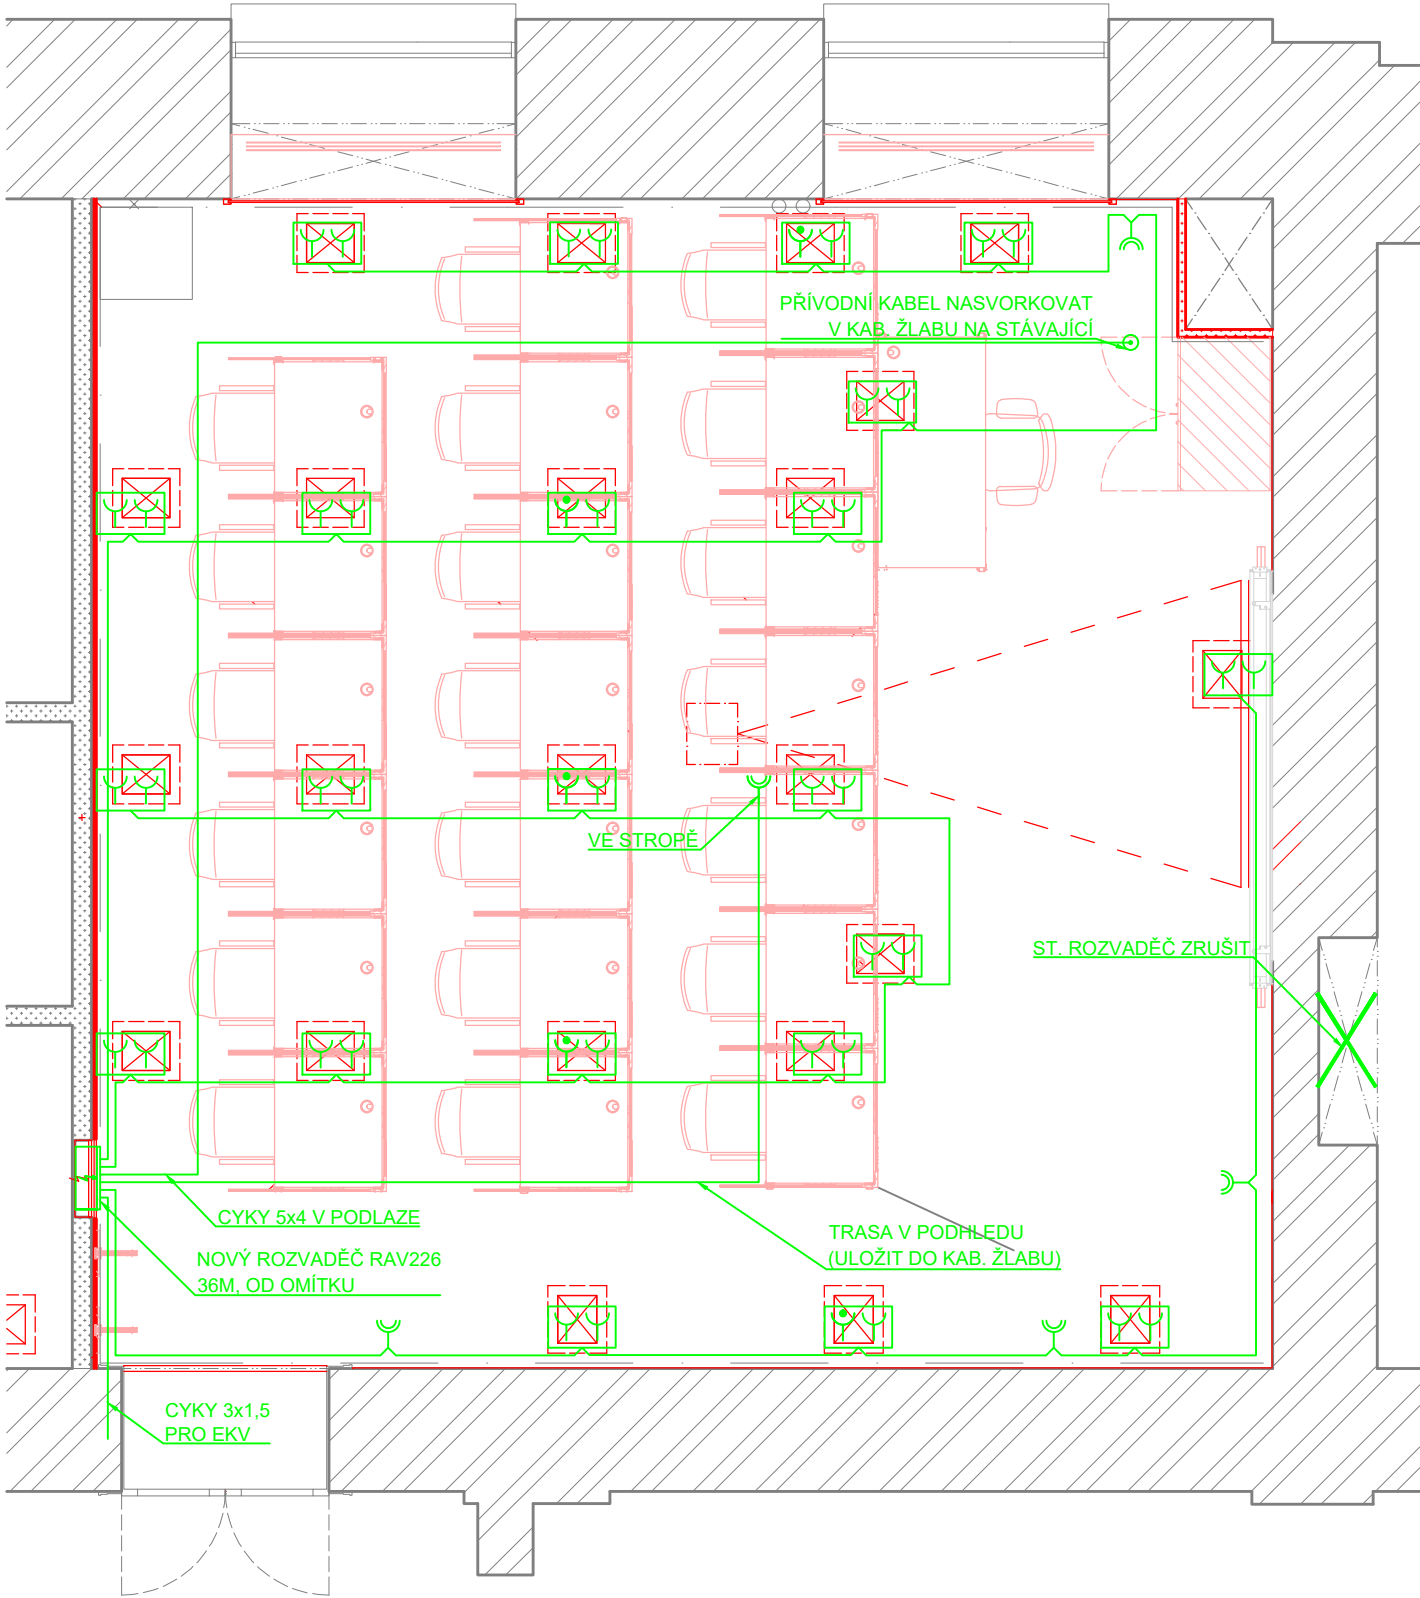 PŘÍVODNÍ KABEL NASVORKOVAT
V KAB. ŽLABU NA STÁVAJÍCÍ
VE STROPĚ
ST. ROZVADĚČ ZRUŠIT
CYKY 5x4 V PODLAZE
TRASA V PODHLEDU
(ULOŽIT DO KAB. ŽLABU)
NOVÝ ROZVADĚČ RAV226
36M, OD OMÍTKU
CYKY 3x1,5
PRO EKV